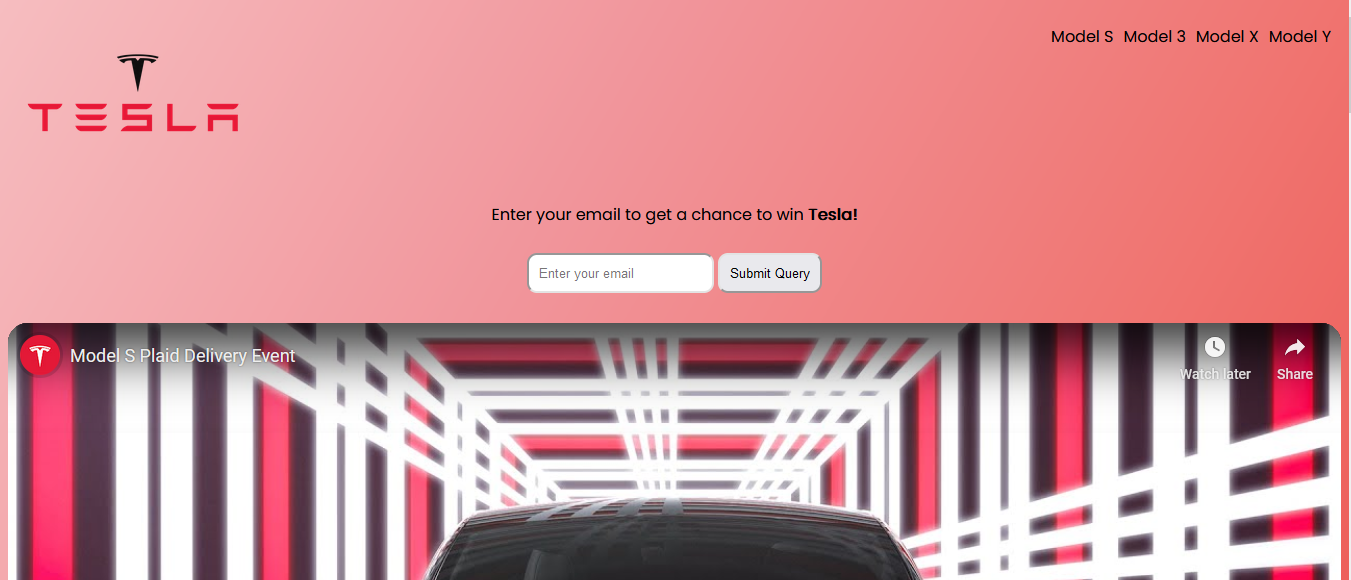 Model S Model 3 Model X Model Y
TESLA
Enter your email to get a chance to win Tesla!
Enter your email Submit Query
Model S Plaid Delivery Event
Watch later Share